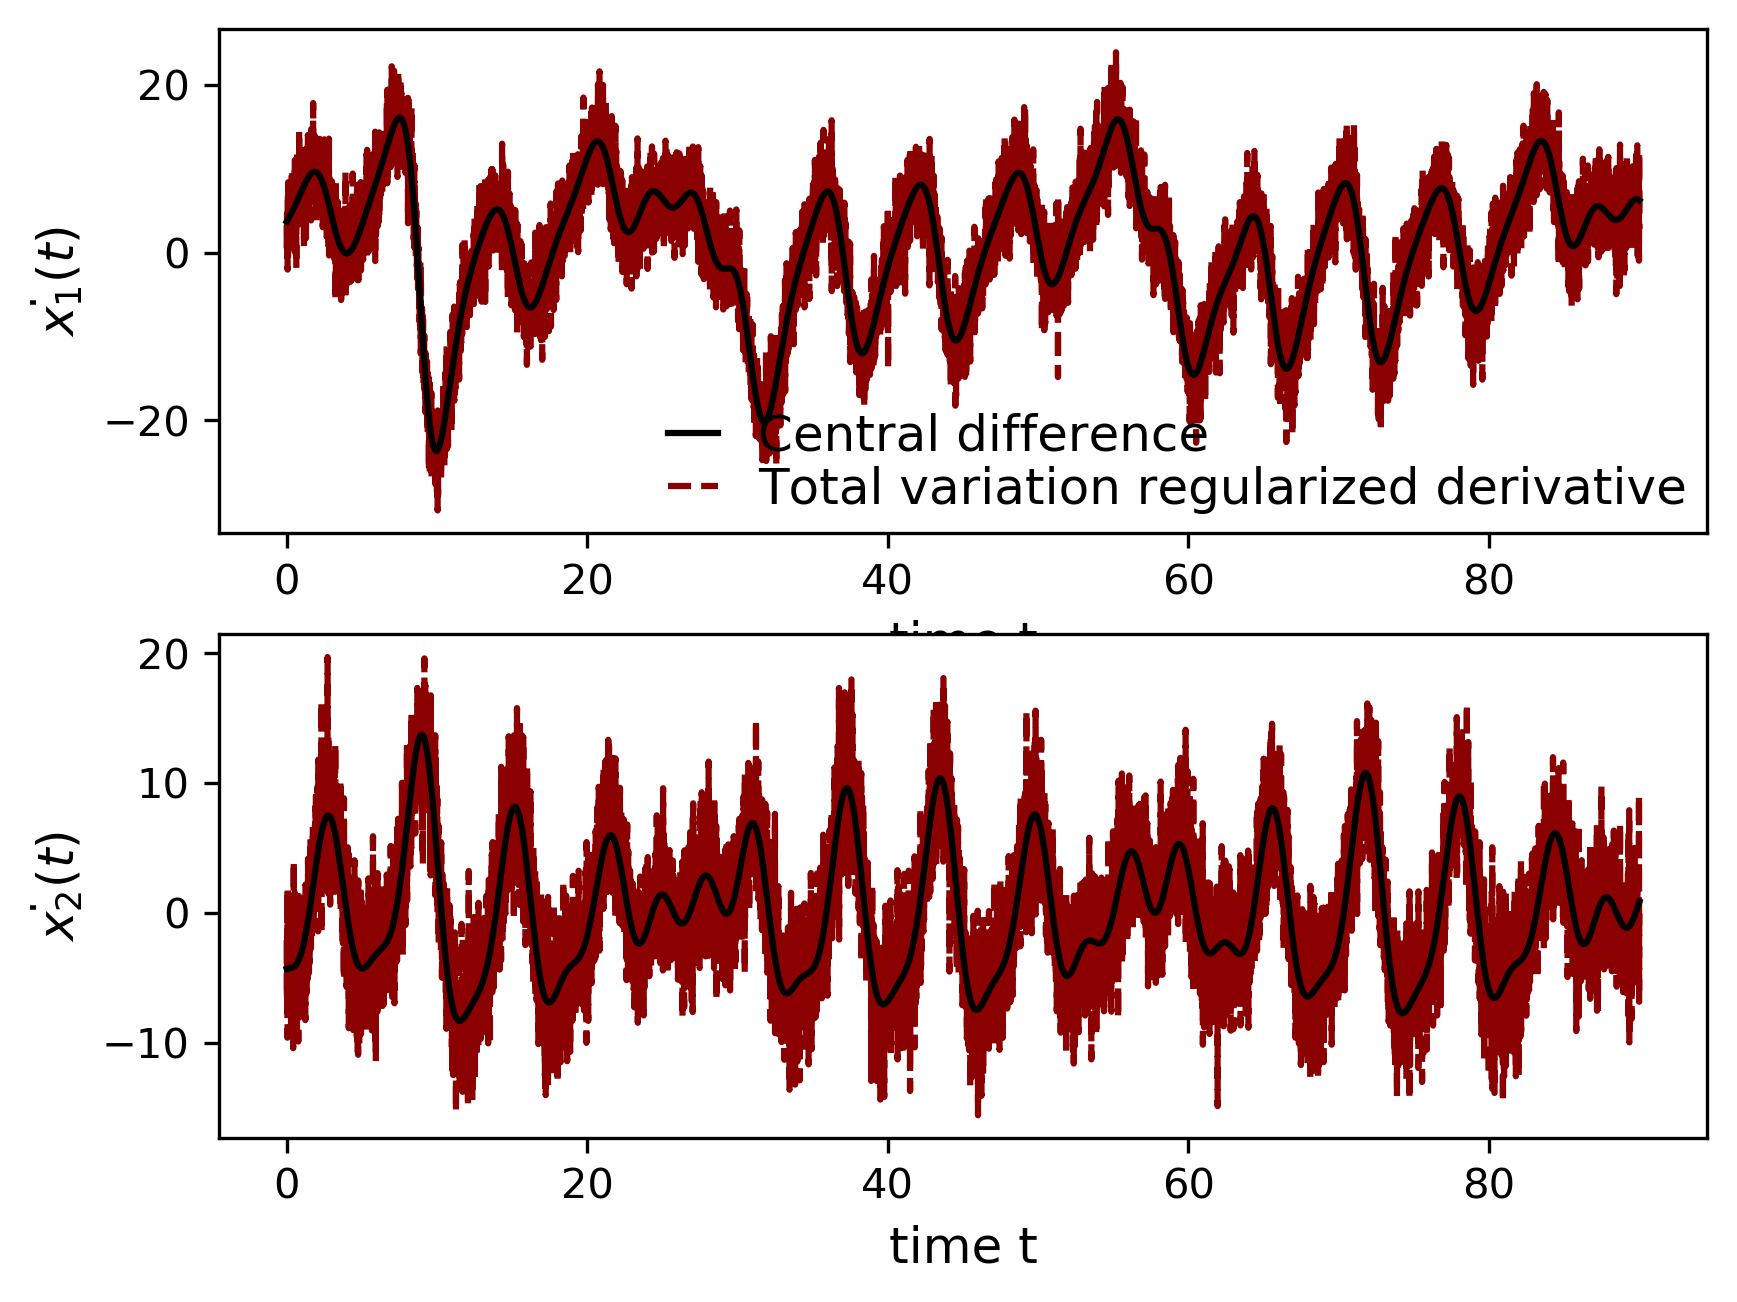 20
0
−20
ẋ₁(t)
Central difference
Total variation regularized derivative
0 20 40 60 80
time t
20
10
0
−10
ẋ₂(t)
0 20 40 60 80
time t